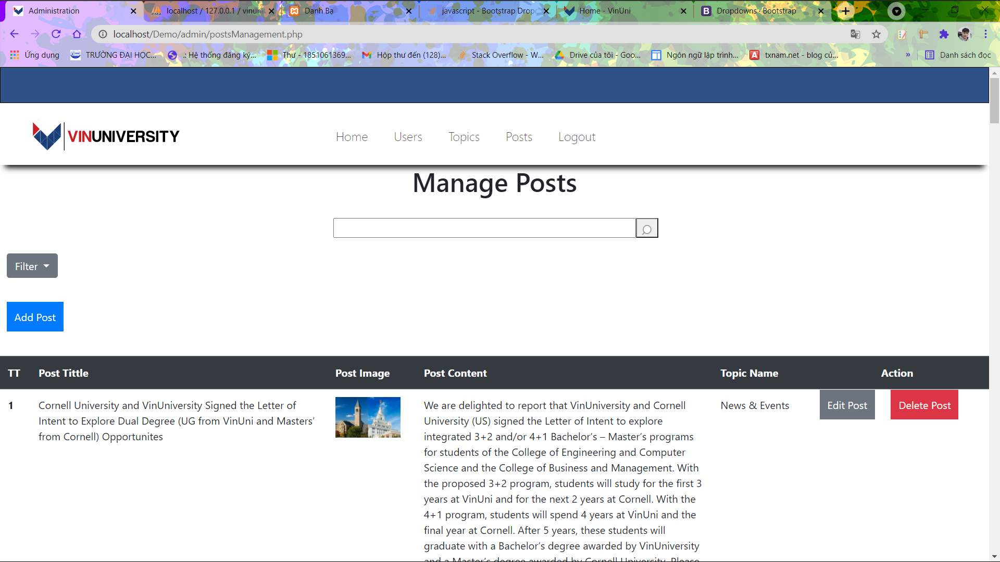 Administration
localhost / 127.0.0.1 / vinun
Danh Bạ
javascript - Bootstrap Drop
Home - VinUni
Dropdowns · Bootstrap
localhost/Demo/admin/postsManagement.php
Ứng dụng
TRƯỜNG ĐẠI HỌC...
.: Hệ thống đăng ký...
Thư - 1851061369...
Hộp thư đến (128)...
Stack Overflow - W...
Drive của tôi - Goo...
Ngôn ngữ lập trình...
txnam.net - blog củ...
»
Danh sách đọc
VINUNIVERSITY
Home
Users
Topics
Posts
Logout
Manage Posts
Filter
Add Post
TT
Post Tittle
Post Image
Post Content
Topic Name
Action
1
Cornell University and VinUniversity Signed the Letter of
Intent to Explore Dual Degree (UG from VinUni and Masters’
from Cornell) Opportunites
We are delighted to report that VinUniversity and Cornell
University (US) signed the Letter of Intent to explore
integrated 3+2 and/or 4+1 Bachelor’s – Master’s programs
for students of the College of Engineering and Computer
Science and the College of Business and Management. With
the proposed 3+2 program, students will study for the first 3
years at VinUni and for the next 2 years at Cornell. With the
4+1 program, students will spend 4 years at VinUni and the
final year at Cornell. After 5 years, these students will
graduate with a Bachelor’s degree awarded by VinUniversity
and a Master’s degree awarded by Cornell University. Please
News & Events
Edit Post
Delete Post